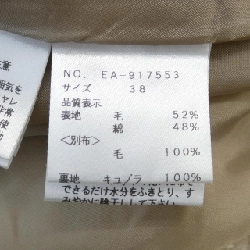 NO. EA-917553
サイズ 38
品質表示
表地 毛 52%
綿 48%
<別布>
毛 100%
裏地 キュプラ 100%
できるだけ水分をふきとり、す
みやかに陰干しして下さい